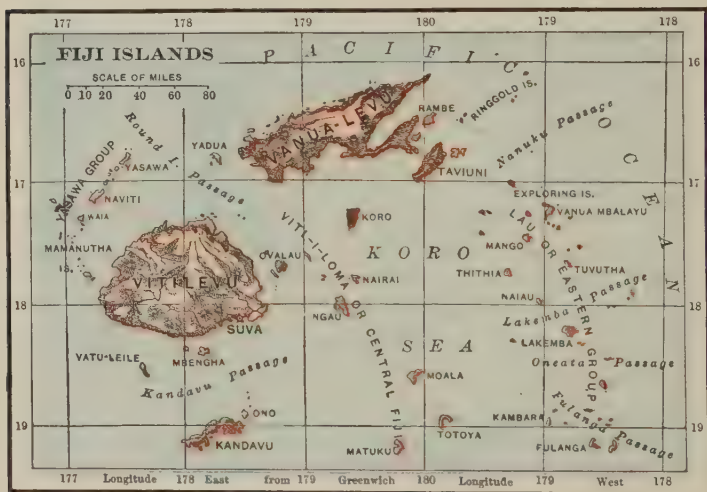 177 178 179 180 179 178
FIJI ISLANDS
SCALE OF MILES
0 10 20 40 60 80
PACIFIC
OCEAN
16
16
RINGGOLD IS.
RAMBE
VANUA-LEVU
Round I. Passage
YADUA
TAVIUNI
Nanuku Passage
YASAWA GROUP
YASAWA
17
17
NAVITI
EXPLORING IS.
VANUA MBALAYU
WAIA
KORO
MAMANUTHA
IS.
VITI-I-LOMA OR CENTRAL FIJI
LAU OR EASTERN GROUP
MANGO
OVALAU
KORO
VITI LEVU
NAIRAI
THITHIA
TUVUTHA
18
18
NGAU
NAIAU
SUVA
Lakemba Passage
LAKEMBA
MBENGHA
SEA
VATU-LEILE
Oneata Passage
Kandavu Passage
MOALA
ONO
KAMBARA
Fulanga Passage
19
19
KANDAVU
MATUKU
TOTOYA
FULANGA
177 178 179 180 179 178
Longitude East from Greenwich Longitude West